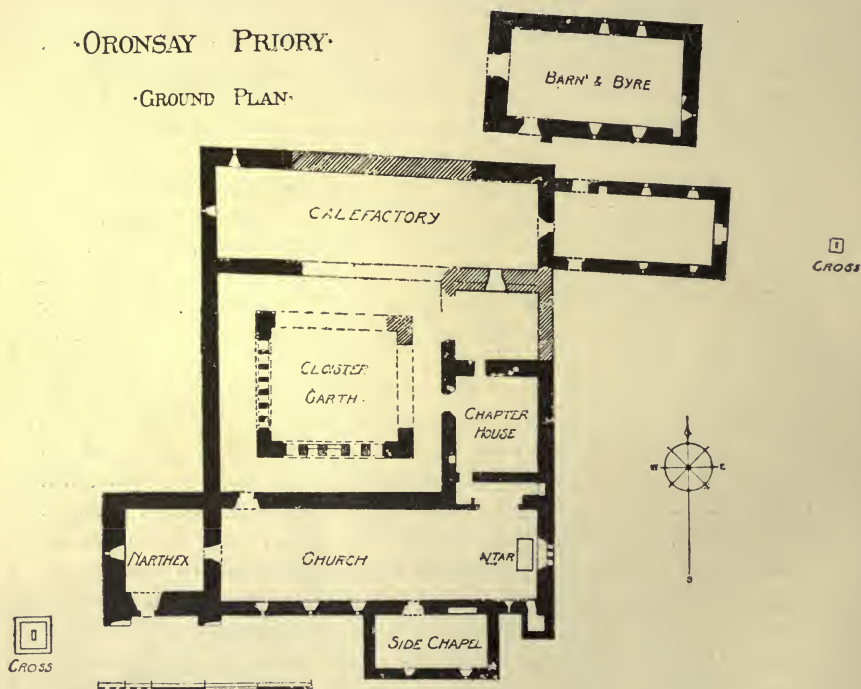 ·ORONSAY PRIORY·
·GROUND PLAN·
BARN & BYRE
CALEFACTORY
CROSS
CLOISTER
GARTH.
CHAPTER
HOUSE
W
E
S
NARTHEX
CHURCH
ALTAR
SIDE CHAPEL
CROSS